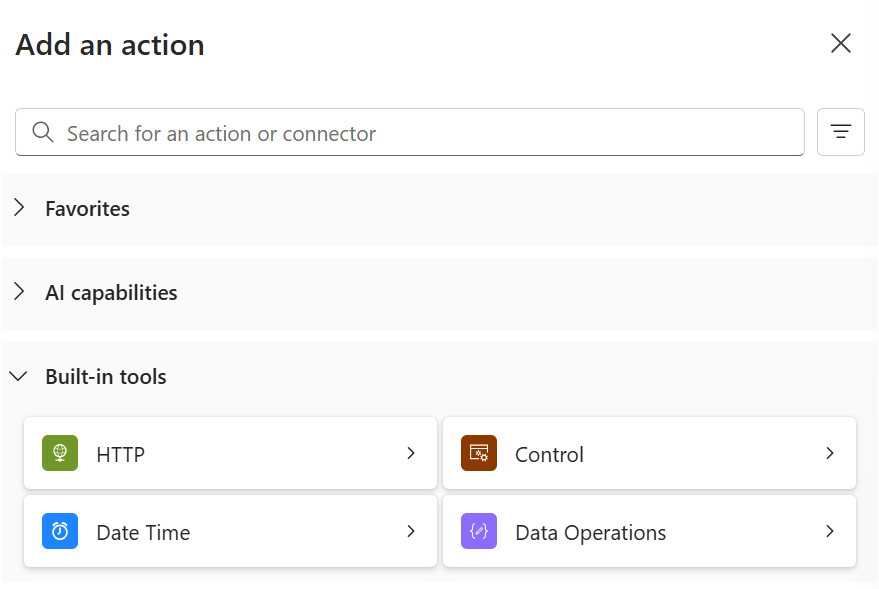 Add an action
Search for an action or connector
Favorites
AI capabilities
Built-in tools
HTTP
Control
Date Time
Data Operations